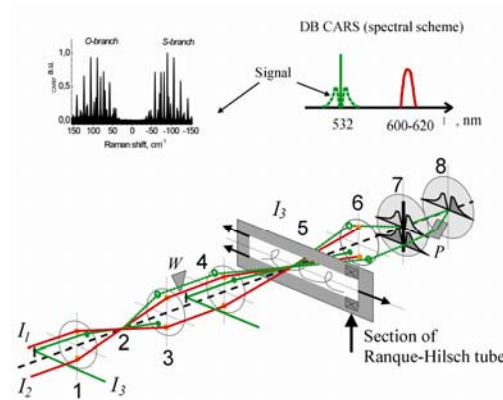 DB CARS (spectral scheme)
O-branch
S-branch
1,0
0,5
0,0
CARS, a.u.
150 100 50 0 -50 -100 -150
Raman shift, cm-1
Signal
532
600-620
, nm
8
7
6
I3
5
P
W
4
I1
2
3
I2
I3
1
Section of
Ranque-Hilsch tube